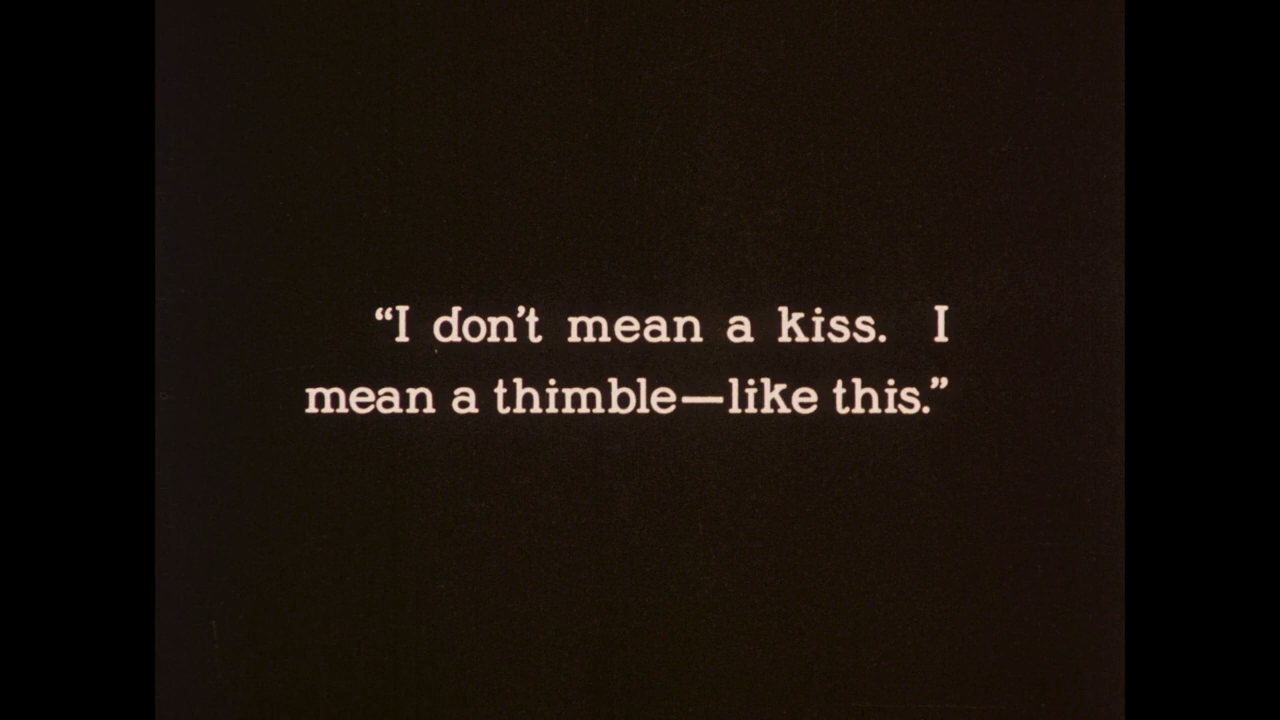 “I don’t mean a kiss.  I
mean a thimble—like this.”